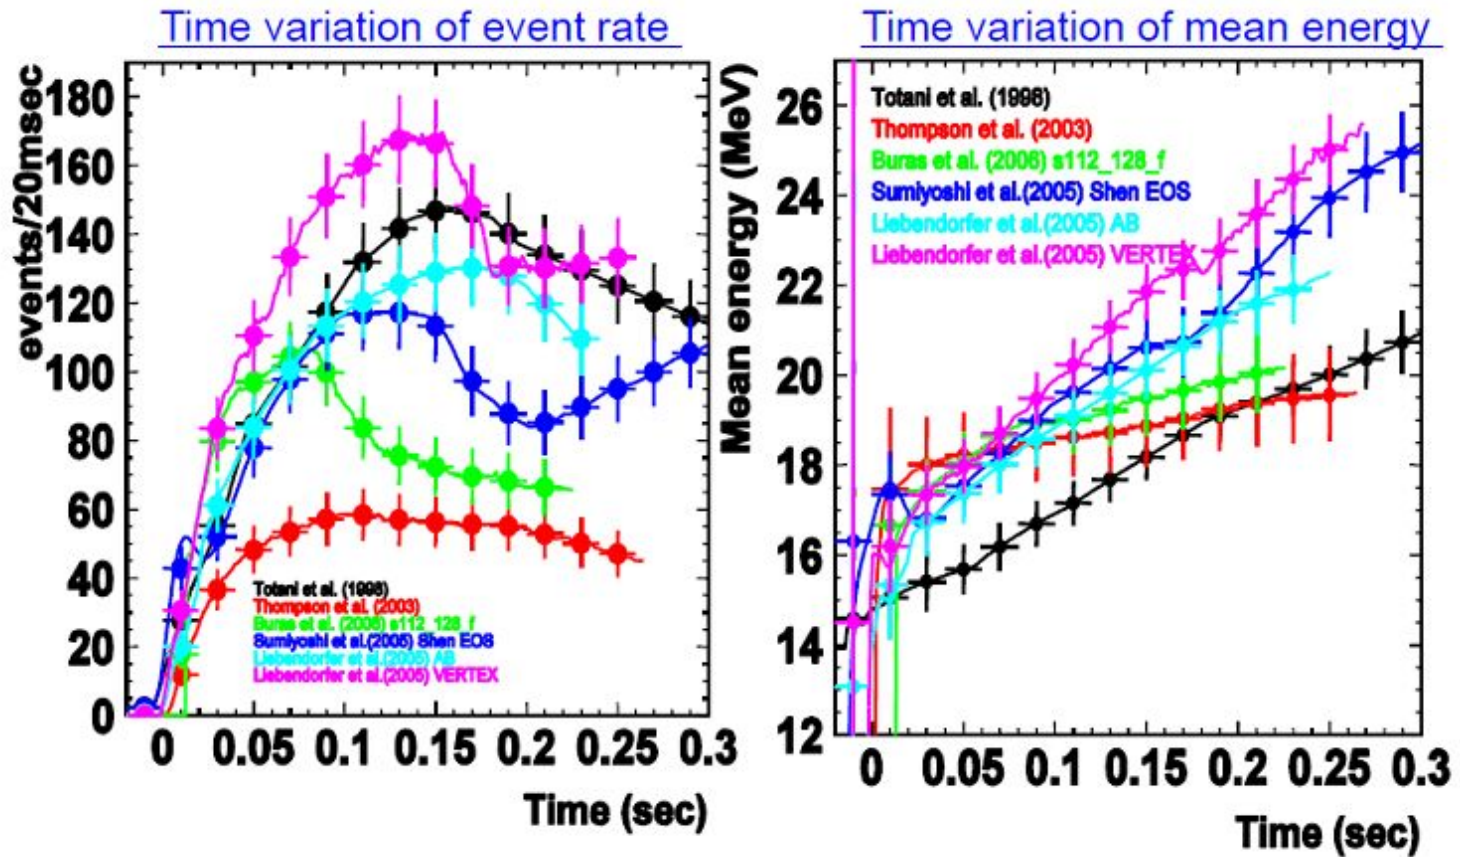 Time variation of event rate
events/20msec
180
160
140
120
100
80
60
40
20
0
Totani et al. (1998)
Thompson et al. (2003)
Buras et al. (2006) s112_128_f
Sumiyoshi et al.(2005) Shen EOS
Liebendorfer et al.(2005) AB
Liebendorfer et al.(2005) VERTEX
0 0.05 0.1 0.15 0.2 0.25 0.3
Time (sec)
Time variation of mean energy
Mean energy (MeV)
26
24
22
20
18
16
14
12
Totani et al. (1998)
Thompson et al. (2003)
Buras et al. (2006) s112_128_f
Sumiyoshi et al.(2005) Shen EOS
Liebendorfer et al.(2005) AB
Liebendorfer et al.(2005) VERTEX
0 0.05 0.1 0.15 0.2 0.25 0.3
Time (sec)